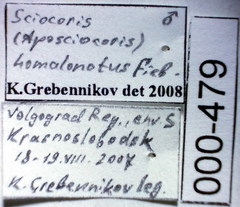 Sciocoris ♂
(Aposciocoris)
homalonotus Fieb.
K.Grebennikov det 2008
Volgograd Reg., env. S
Krasnoslobodsk
18-19.VIII.2007
K. Grebennikov leg.
000-479